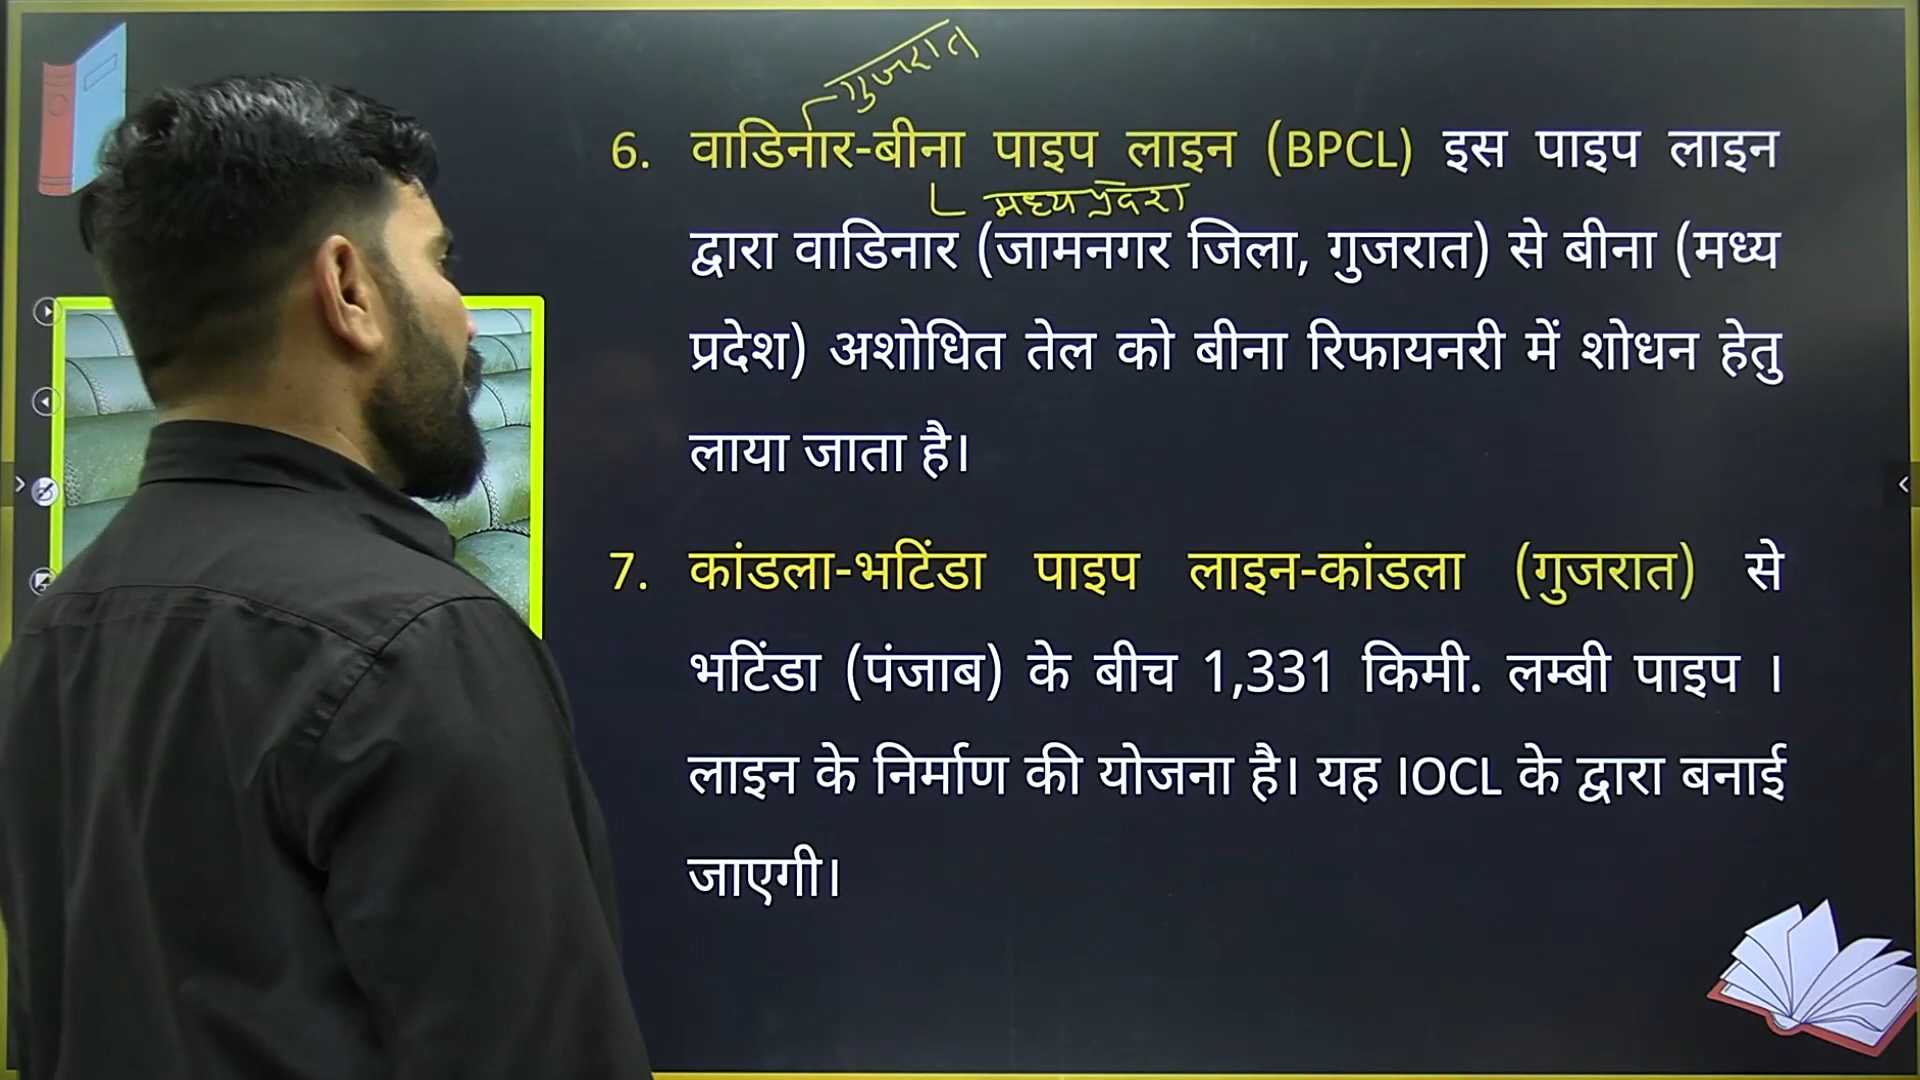 गुजरात
6. वाडिनार-बीना पाइप लाइन (BPCL) इस पाइप लाइन
मध्य प्रदेश
द्वारा वाडिनार (जामनगर जिला, गुजरात) से बीना (मध्य
प्रदेश) अशोधित तेल को बीना रिफायनरी में शोधन हेतु
लाया जाता है।
7. कांडला-भटिंडा पाइप लाइन-कांडला (गुजरात) से
भटिंडा (पंजाब) के बीच 1,331 किमी. लम्बी पाइप ।
लाइन के निर्माण की योजना है। यह IOCL के द्वारा बनाई
जाएगी।